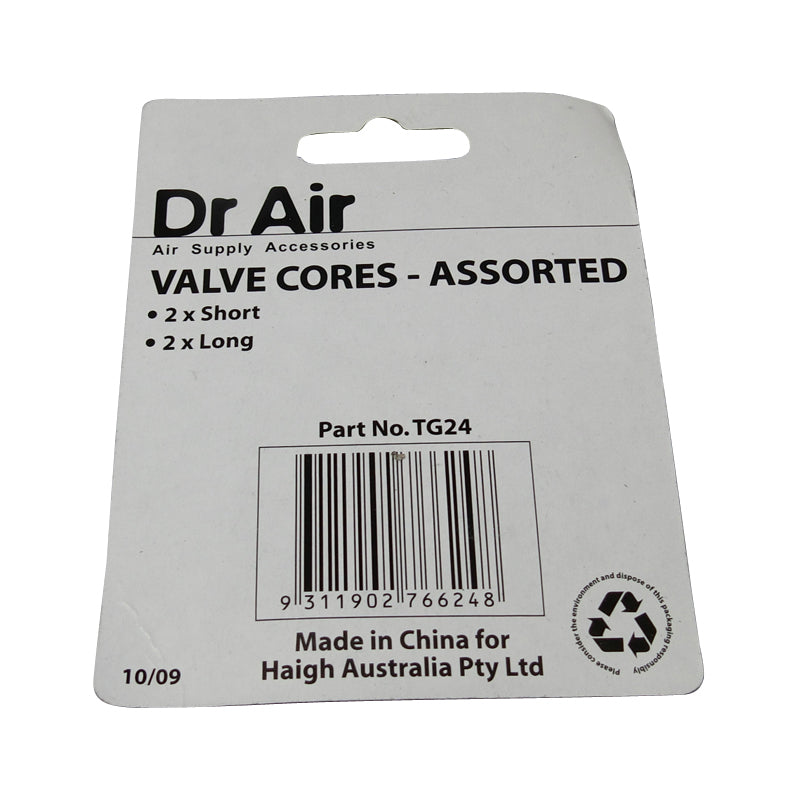 Dr Air
Air Supply Accessories
VALVE CORES - ASSORTED
• 2 x Short
• 2 x Long
Part No. TG24
9 311902 766248
Made in China for
Haigh Australia Pty Ltd
10/09
Please consider the environment and dispose of this packaging responsibly